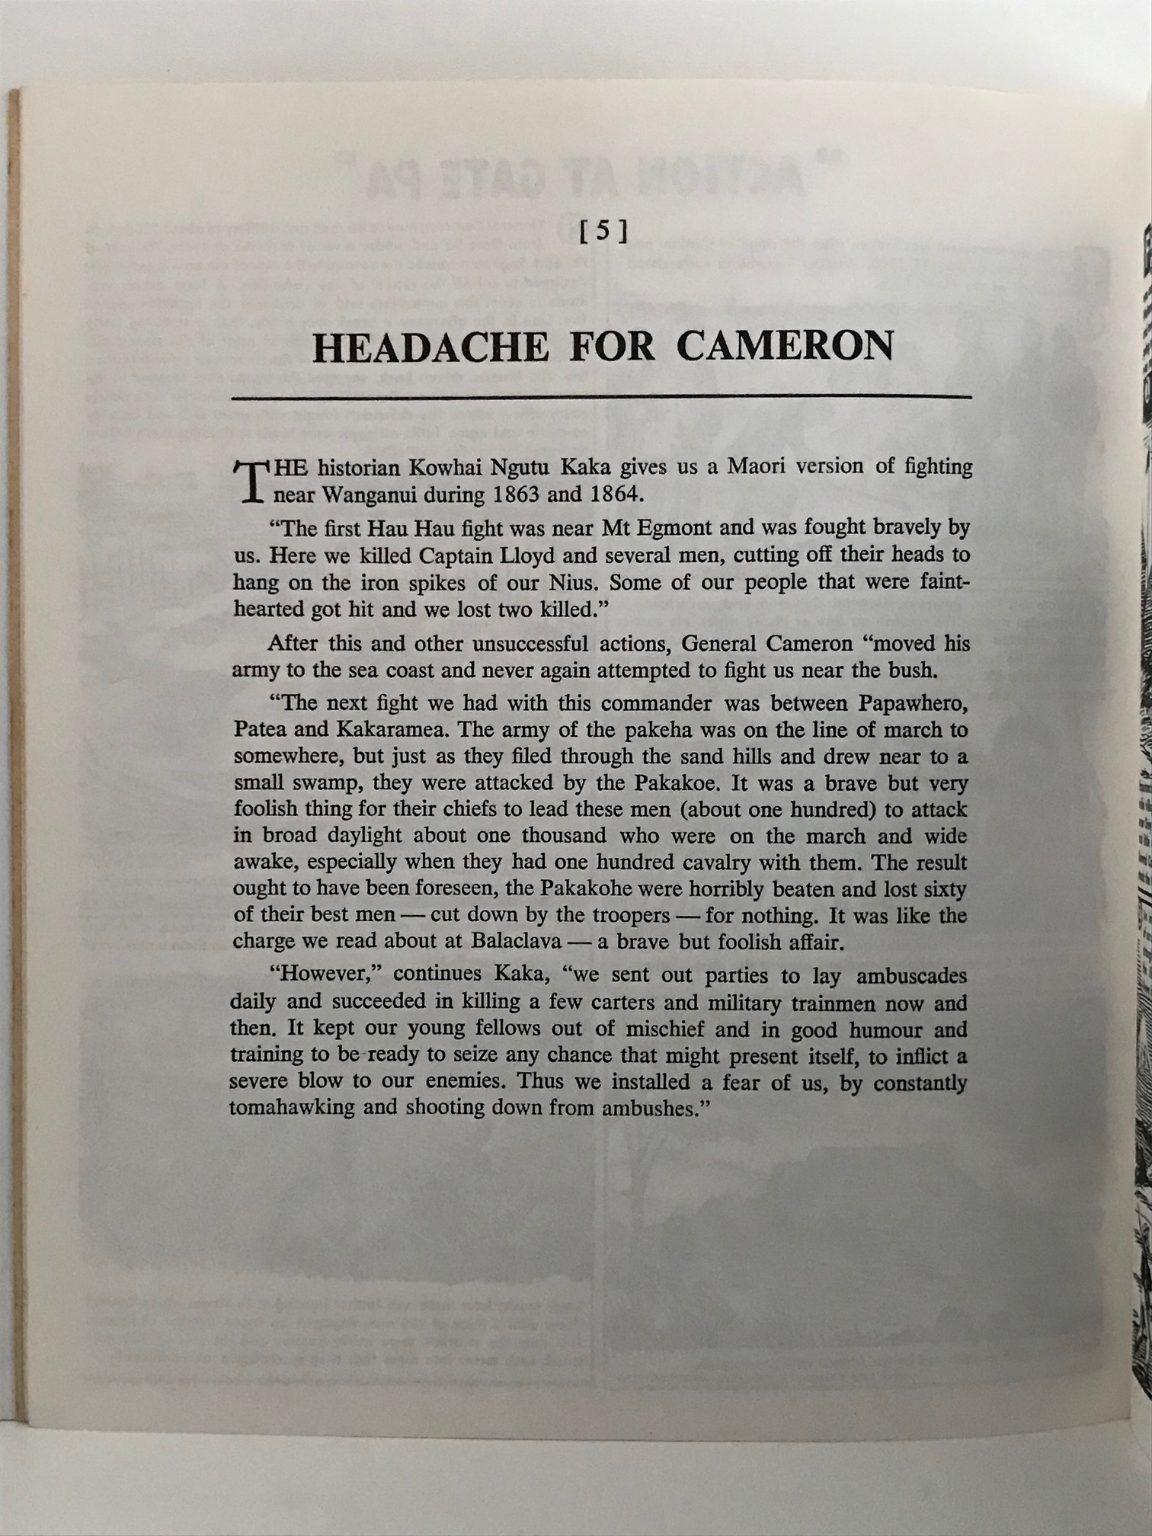 "ACTION AT GATE PA"
[ 5 ]
HEADACHE FOR CAMERON
THE historian Kowhai Ngutu Kaka gives us a Maori version of fighting
near Wanganui during 1863 and 1864.
“The first Hau Hau fight was near Mt Egmont and was fought bravely by
us. Here we killed Captain Lloyd and several men, cutting off their heads to
hang on the iron spikes of our Nius. Some of our people that were faint-
hearted got hit and we lost two killed.”
After this and other unsuccessful actions, General Cameron “moved his
army to the sea coast and never again attempted to fight us near the bush.
“The next fight we had with this commander was between Papawhero,
Patea and Kakaramea. The army of the pakeha was on the line of march to
somewhere, but just as they filed through the sand hills and drew near to a
small swamp, they were attacked by the Pakakoe. It was a brave but very
foolish thing for their chiefs to lead these men (about one hundred) to attack
in broad daylight about one thousand who were on the march and wide
awake, especially when they had one hundred cavalry with them. The result
ought to have been foreseen, the Pakakohe were horribly beaten and lost sixty
of their best men — cut down by the troopers — for nothing. It was like the
charge we read about at Balaclava — a brave but foolish affair.
“However,” continues Kaka, “we sent out parties to lay ambuscades
daily and succeeded in killing a few carters and military trainmen now and
then. It kept our young fellows out of mischief and in good humour and
training to be ready to seize any chance that might present itself, to inflict a
severe blow to our enemies. Thus we installed a fear of us, by constantly
tomahawking and shooting down from ambushes.”